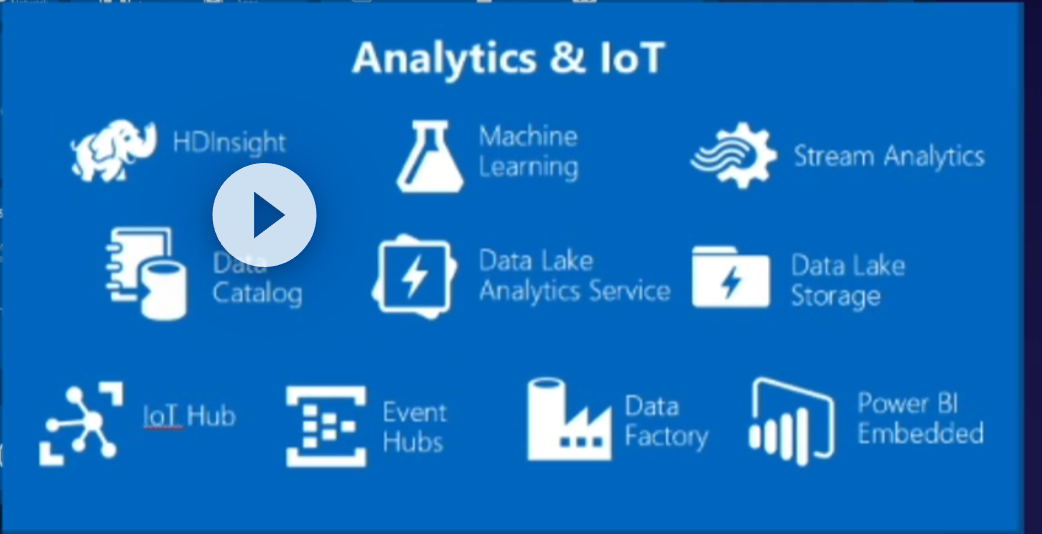 Analytics & IoT
HDInsight
Machine
Learning
Stream Analytics
Data
Catalog
Data Lake
Analytics Service
Data Lake
Storage
IoT Hub
Event
Hubs
Data
Factory
Power BI
Embedded